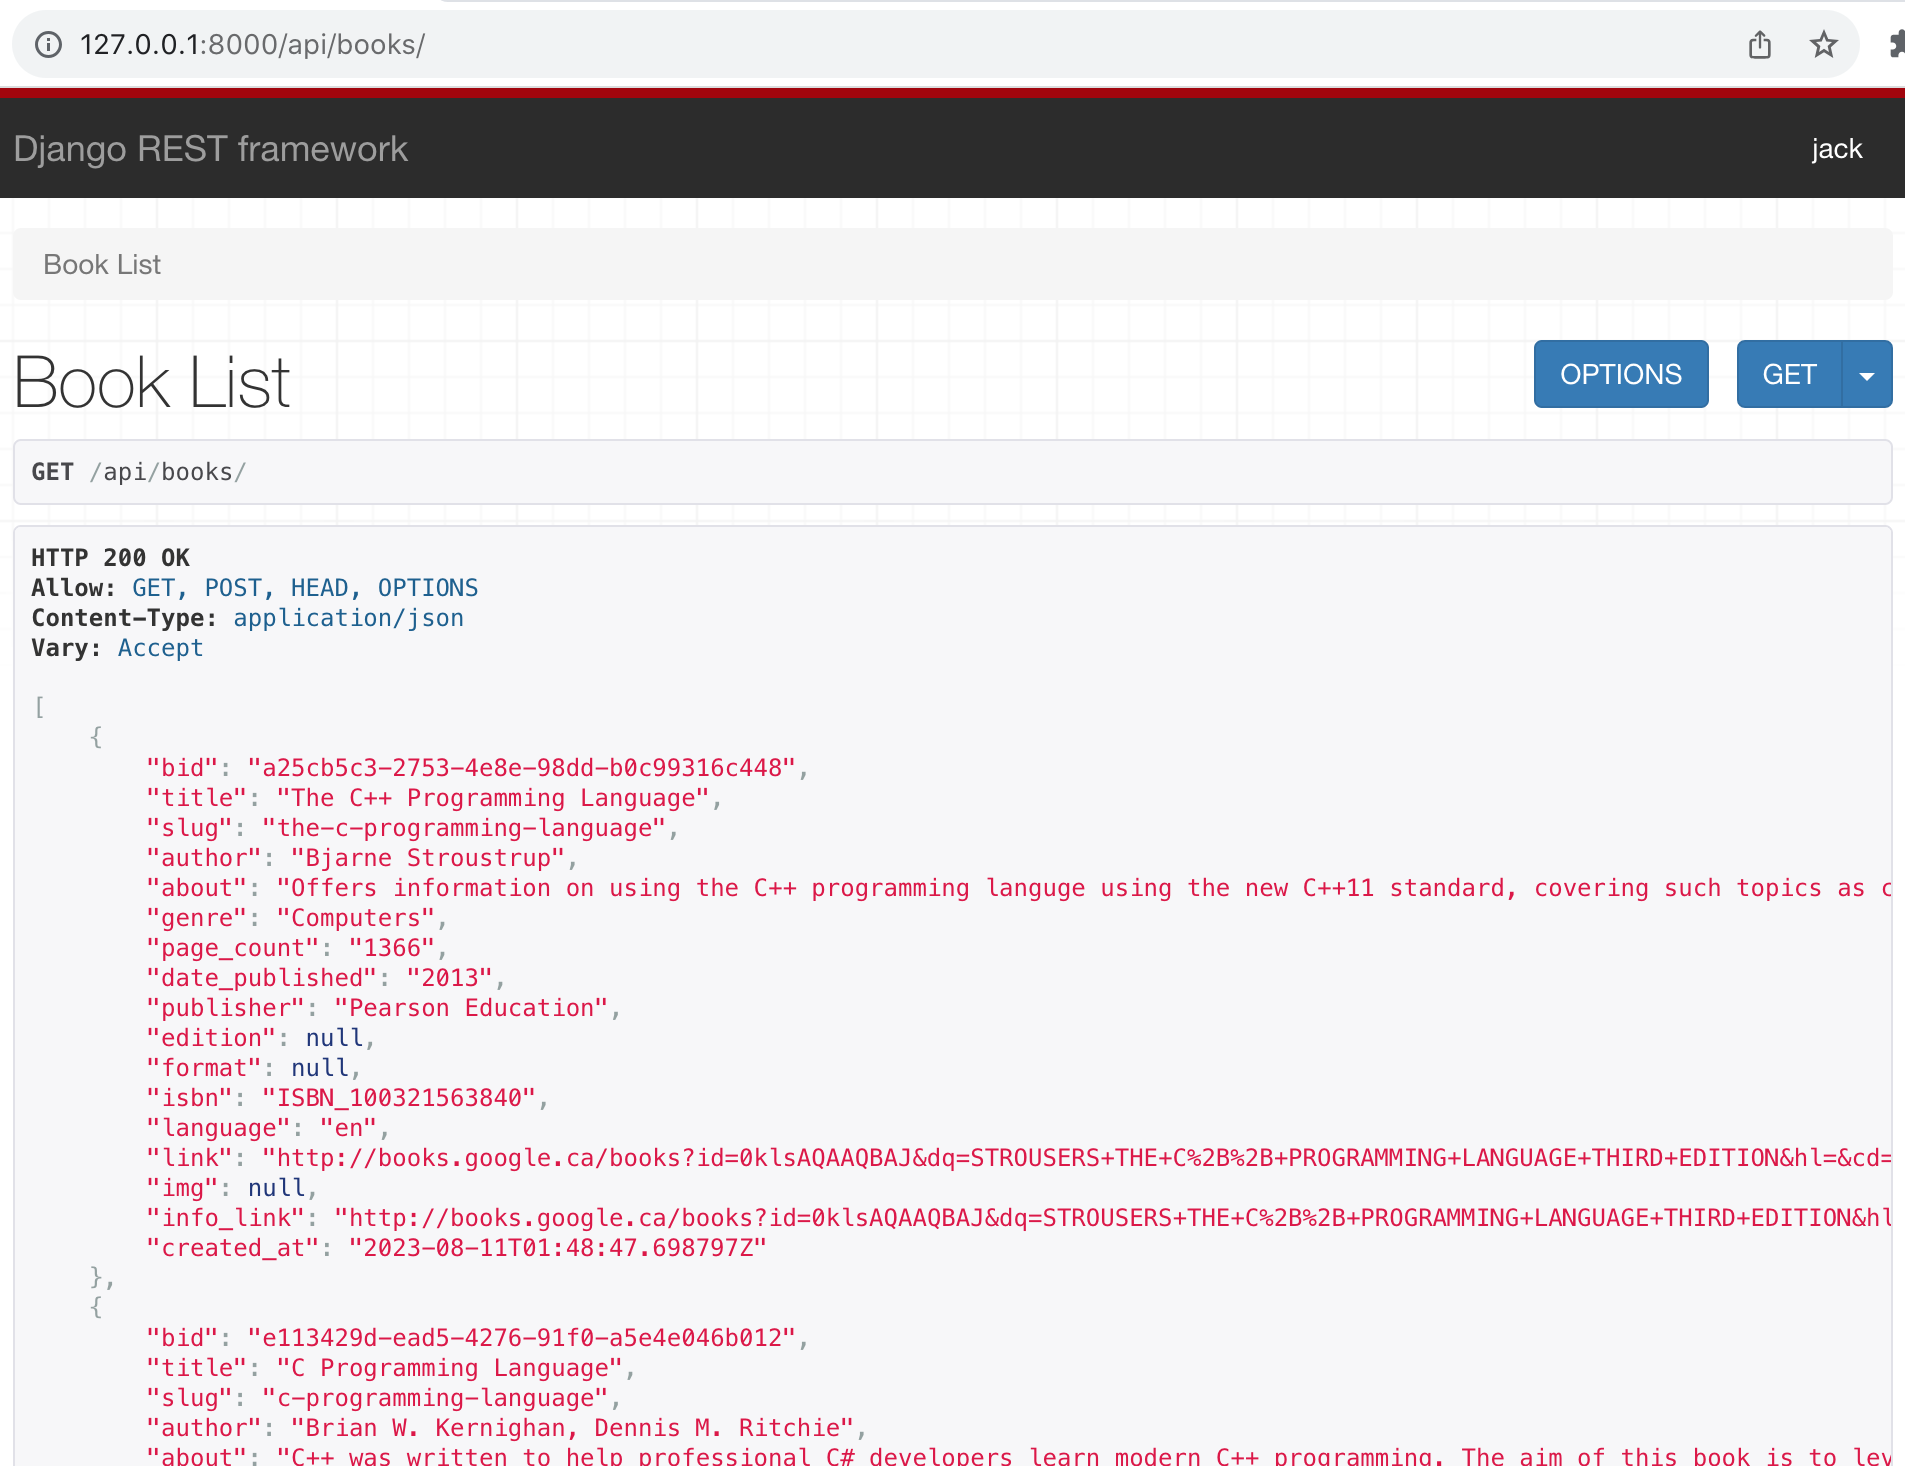 127.0.0.1:8000/api/books/
Django REST framework
jack
Book List
Book List
OPTIONS
GET
GET /api/books/
HTTP 200 OK
Allow: GET, POST, HEAD, OPTIONS
Content-Type: application/json
Vary: Accept
[
{
"bid": "a25cb5c3-2753-4e8e-98dd-b0c99316c448",
"title": "The C++ Programming Language",
"slug": "the-c-programming-language",
"author": "Bjarne Stroustrup",
"about": "Offers information on using the C++ programming languge using the new C++11 standard, covering such topics as c
"genre": "Computers",
"page_count": "1366",
"date_published": "2013",
"publisher": "Pearson Education",
"edition": null,
"format": null,
"isbn": "ISBN_100321563840",
"language": "en",
"link": "http://books.google.ca/books?id=0klsAQAAQBAJ&dq=STROUSERS+THE+C%2B%2B+PROGRAMMING+LANGUAGE+THIRD+EDITION&hl=&cd=
"img": null,
"info_link": "http://books.google.ca/books?id=0klsAQAAQBAJ&dq=STROUSERS+THE+C%2B%2B+PROGRAMMING+LANGUAGE+THIRD+EDITION&hl
"created_at": "2023-08-11T01:48:47.698797Z"
},
{
"bid": "e113429d-ead5-4276-91f0-a5e4e046b012",
"title": "C Programming Language",
"slug": "c-programming-language",
"author": "Brian W. Kernighan, Dennis M. Ritchie",
"about": "C++ was written to help professional C# developers learn modern C++ programming. The aim of this book is to lev